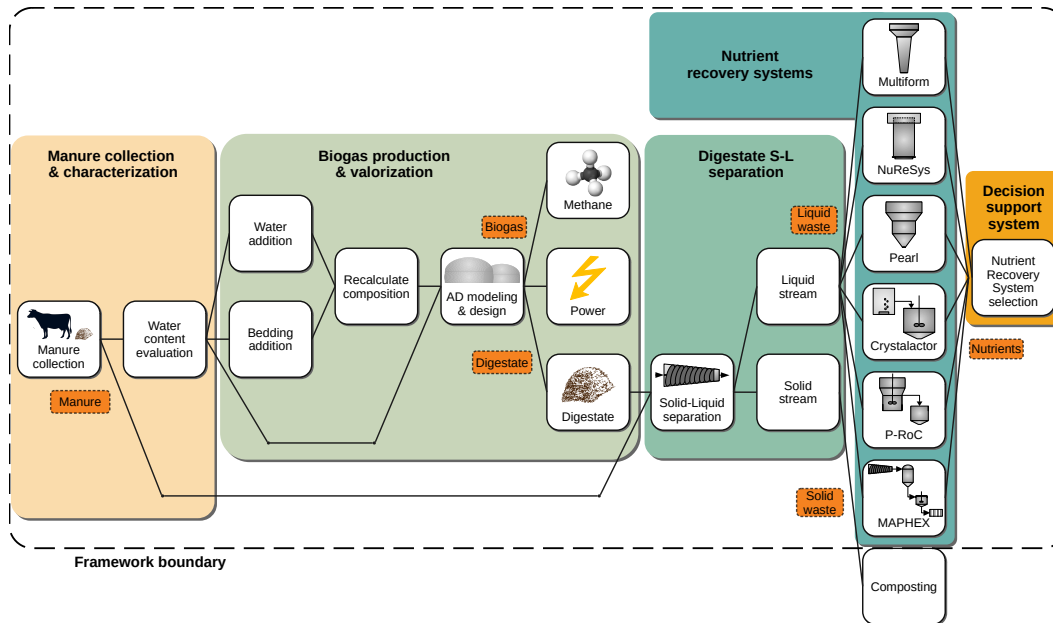 Nutrient
recovery systems
Multiform
NuReSys
Pearl
Crystalactor
P-RoC
MAPHEX
Manure collection
& characterization
Manure
collection
Water
content
evaluation
Manure
Biogas production
& valorization
Water
addition
Bedding
addition
Recalculate
composition
AD modeling
& design
Biogas
Digestate
Methane
Power
Digestate
Digestate S-L
separation
Solid-Liquid
separation
Liquid
stream
Solid
stream
Liquid
waste
Solid
waste
Decision
support
system
Nutrient
Recovery
System
selection
Nutrients
Composting
Framework boundary